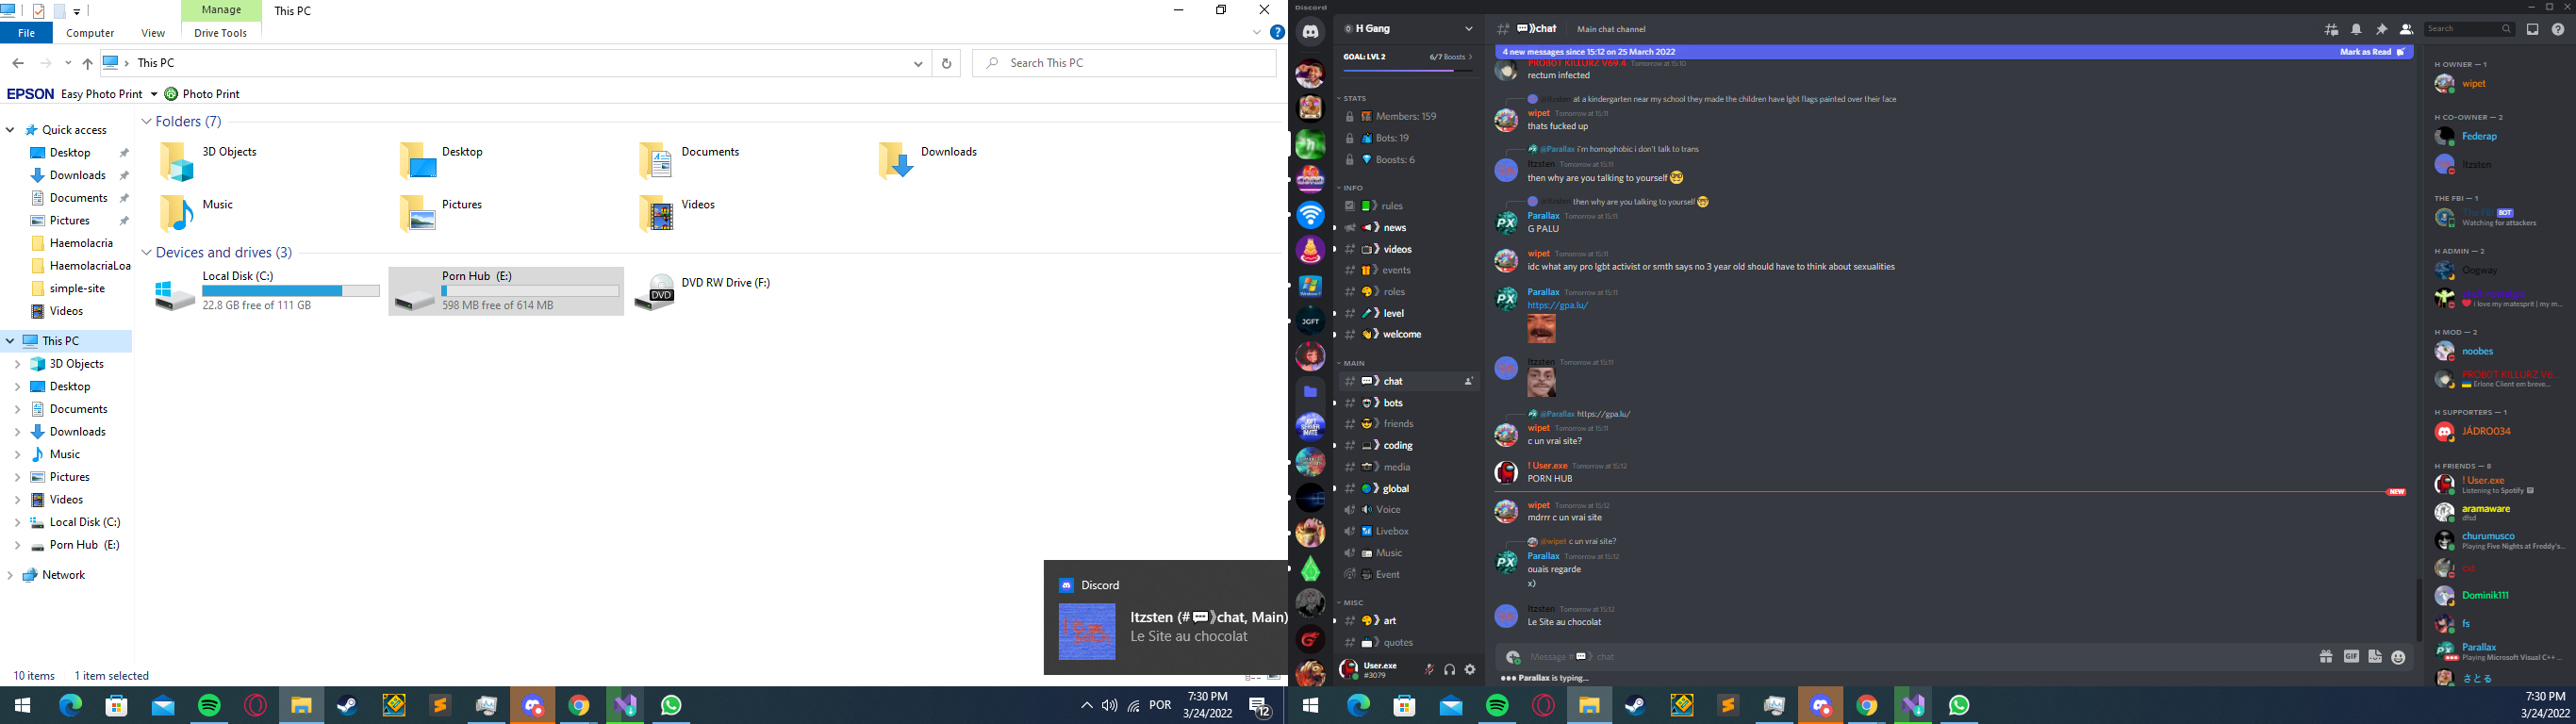 Manage
This PC
File
Computer
View
Drive Tools
This PC
Search This PC
EPSON Easy Photo Print
Photo Print
Quick access
Desktop
Downloads
Documents
Pictures
Haemolacria
HaemolacriaLoa
simple-site
Videos
This PC
3D Objects
Desktop
Documents
Downloads
Music
Pictures
Videos
Local Disk (C:)
Porn Hub (E:)
Network
Folders (7)
3D Objects
Desktop
Documents
Downloads
Music
Pictures
Videos
Devices and drives (3)
Local Disk (C:)
22.8 GB free of 111 GB
Porn Hub (E:)
598 MB free of 614 MB
DVD
DVD RW Drive (F:)
Discord
Itzsten (#💬》chat, Main)
Le Site au chocolat
10 items
1 item selected
POR
7:30 PM
3/24/2022
12
Discord
H Gang
GOAL: LVL 2
6/7 Boosts
STATS
Members: 159
Bots: 19
Boosts: 6
INFO
rules
news
videos
events
roles
level
welcome
MAIN
chat
bots
friends
coding
media
global
Voice
Livebox
Music
Event
MISC
art
quotes
User.exe
#3079
💬》chat
Main chat channel
Search
4 new messages since 15:12 on 25 March 2022
Mark as Read
PROBOT KILLURZ V69.4 Tomorrow at 15:10
rectum infected
@Itzsten at a kindergarten near my school they made the children have lgbt flags painted over their face
wipet Tomorrow at 15:11
thats fucked up
@Parallax i'm homophobic i don't talk to trans
Itzsten Tomorrow at 15:11
then why are you talking to yourself 🤓
@Itzsten then why are you talking to yourself 🤓
Parallax Tomorrow at 15:11
G PALU
wipet Tomorrow at 15:11
idc what any pro lgbt activist or smth says no 3 year old should have to think about sexualities
Parallax Tomorrow at 15:11
https://gpa.lu/
Itzsten Tomorrow at 15:11
@Parallax https://gpa.lu/
wipet Tomorrow at 15:11
c un vrai site?
! User.exe Tomorrow at 15:12
PORN HUB
NEW
wipet Tomorrow at 15:12
mdrrr c un vrai site
@wipet c un vrai site?
Parallax Tomorrow at 15:12
ouais regarde
x)
Itzsten Tomorrow at 15:12
Le Site au chocolat
Message #💬》chat
GIF
Parallax is typing...
H OWNER — 1
wipet
H CO-OWNER — 2
Federap
Itzsten
THE FBI — 1
The FBI BOT
Watching for attackers
H ADMIN — 2
Oogway
i love my matesprit | my m...
H MOD — 2
noobes
PROBOT KILLURZ V6...
Erlone Client em breve...
H SUPPORTERS — 1
JÁDRO034
H FRIENDS — 8
! User.exe
Listening to Spotify
aramaware
dfsd
churumusco
Playing Five Nights at Freddy's...
Dominik111
fs
Parallax
Playing Microsoft Visual C++ ...
さとる
7:30 PM
3/24/2022